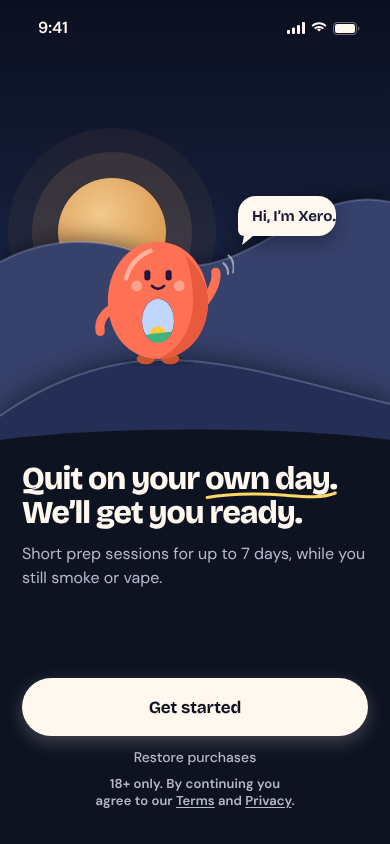 9:41
Hi, I'm Xero.
Quit on your own day.
We'll get you ready.
Short prep sessions for up to 7 days, while you
still smoke or vape.
Get started
Restore purchases
18+ only. By continuing you
agree to our Terms and Privacy.